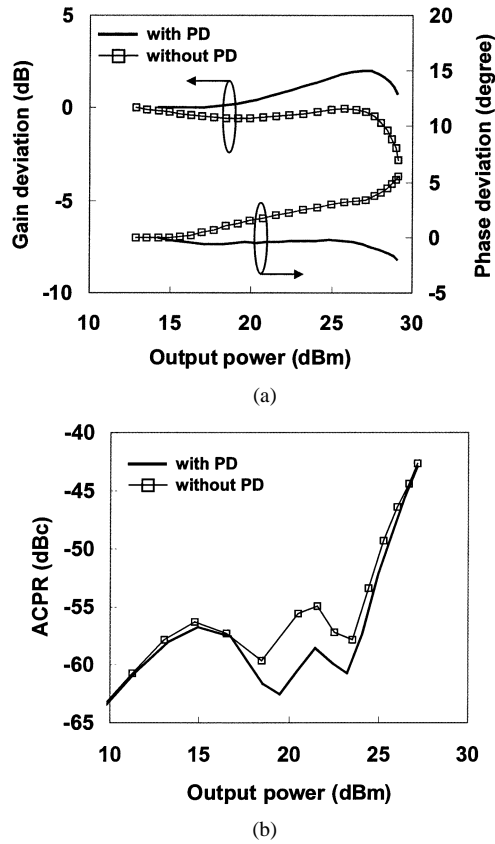 with PD
without PD
Gain deviation (dB)
5
0
-5
-10
Phase deviation (degree)
20
15
10
5
0
-5
10
15
20
25
30
Output power (dBm)
(a)
with PD
without PD
ACPR (dBc)
-40
-45
-50
-55
-60
-65
10
15
20
25
30
Output power (dBm)
(b)